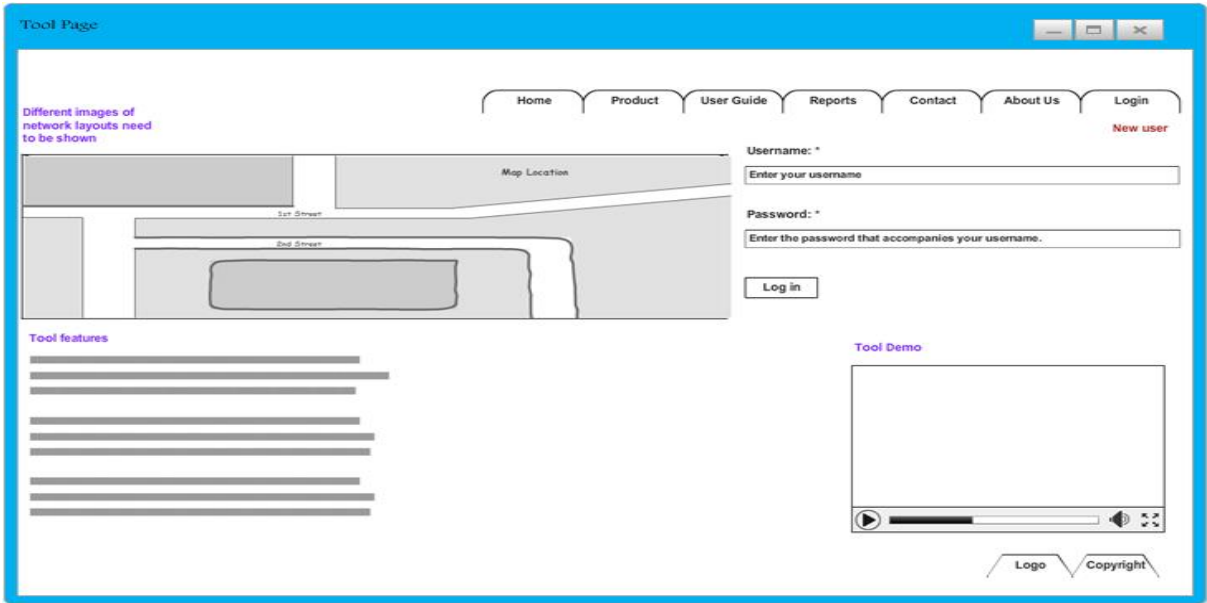 Tool Page
Home Product User Guide Reports Contact About Us Login
Different images of
network layouts need
to be shown
New user
Map Location
1st Street
2nd Street
Username: *
Enter your username
Password: *
Enter the password that accompanies your username.
Log in
Tool features
Tool Demo
Logo Copyright